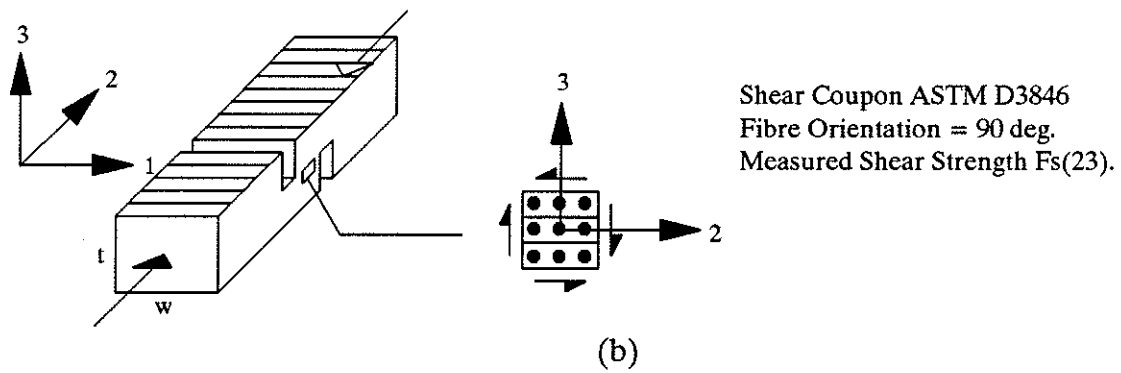 3
2
1
t
w
3
2
Shear Coupon ASTM D3846
Fibre Orientation = 90 deg.
Measured Shear Strength Fs(23).
(b)